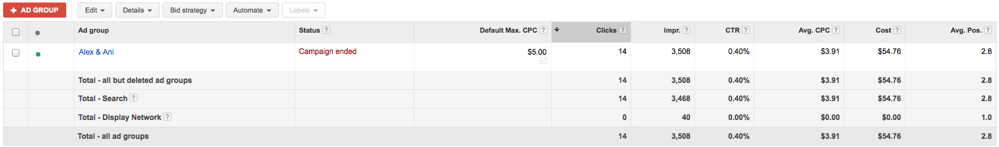 + AD GROUP Edit Details Bid strategy Automate Labels
Ad group Status ? Default Max. CPC ? Clicks ? Impr. ? CTR ? Avg. CPC ? Cost ? Avg. Pos. ?
Alex & Ani Campaign ended $5.00 14 3,508 0.40% $3.91 $54.76 2.8
Total - all but deleted ad groups 14 3,508 0.40% $3.91 $54.76 2.8
Total - Search ? 14 3,468 0.40% $3.91 $54.76 2.8
Total - Display Network ? 0 40 0.00% $0.00 $0.00 1.0
Total - all ad groups 14 3,508 0.40% $3.91 $54.76 2.8